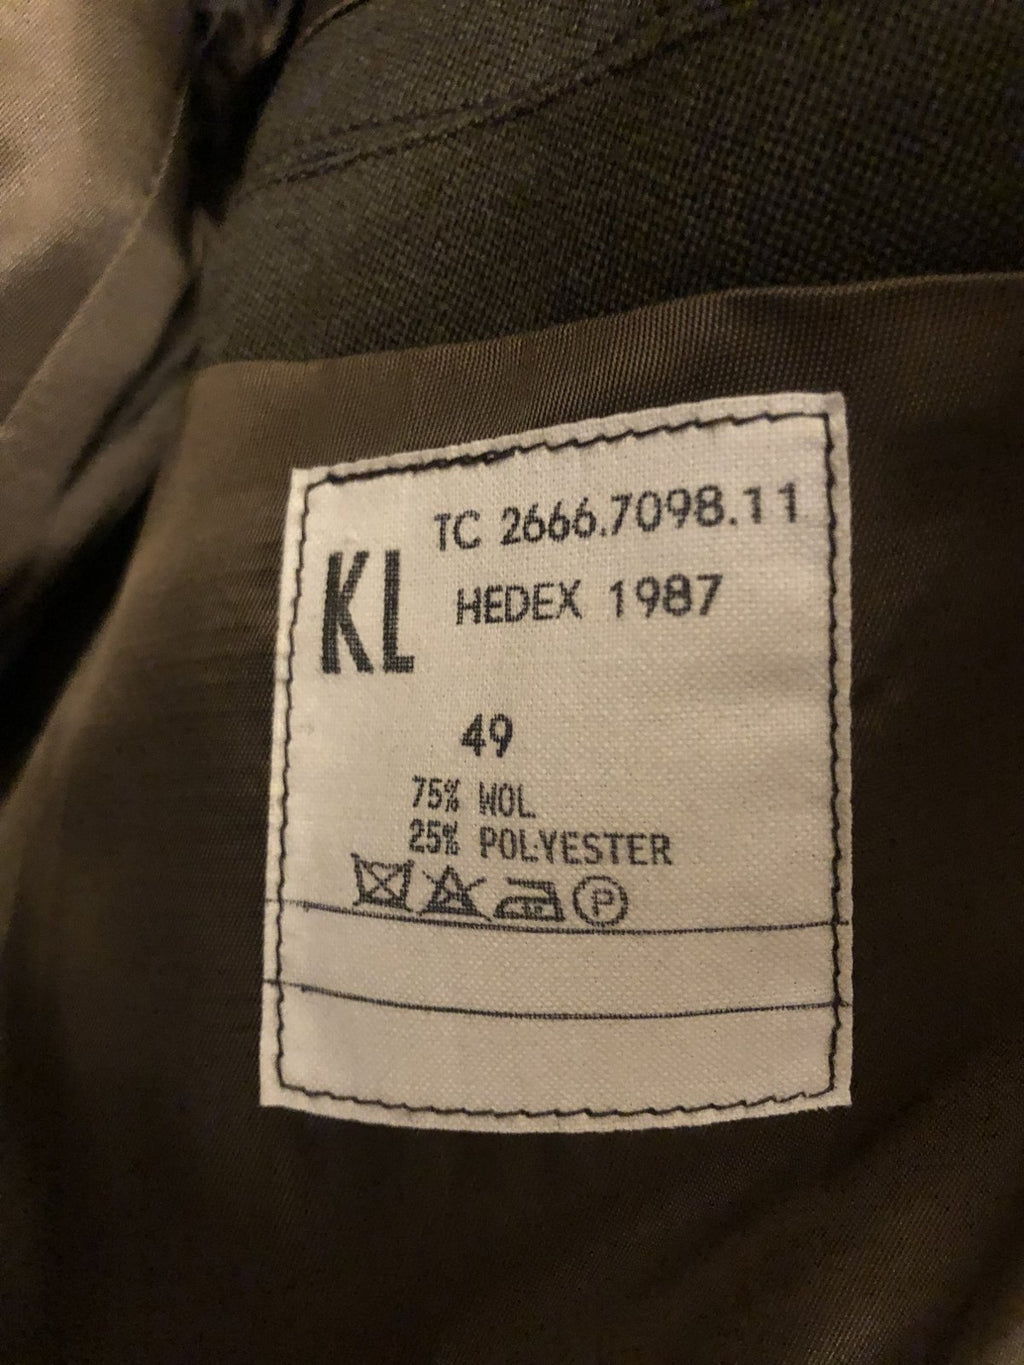 TC 2666.7098.11
KL
HEDEX 1987
49
75% WOL
25% POLYESTER
P